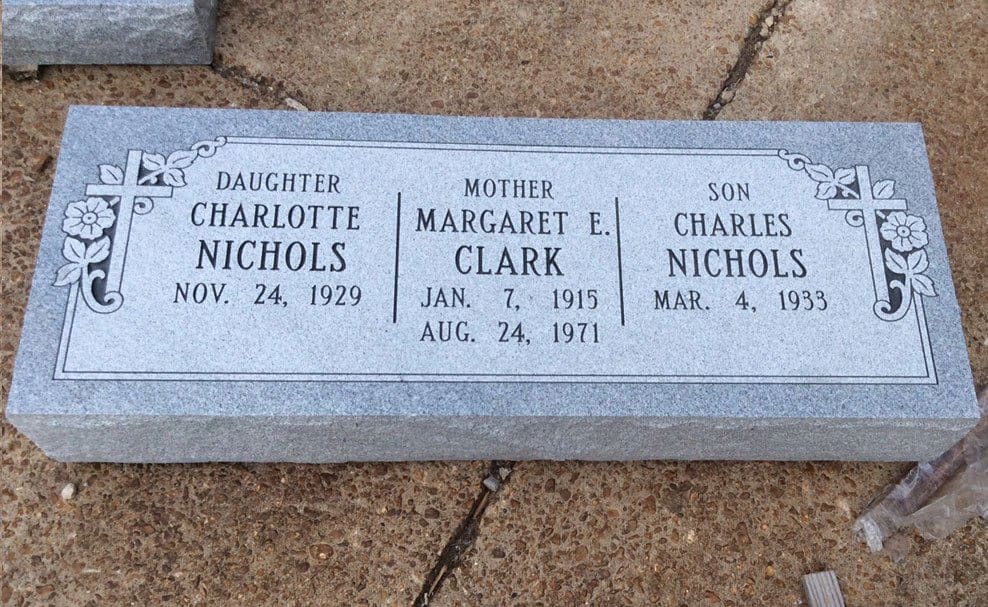 DAUGHTER
CHARLOTTE
NICHOLS
NOV. 24, 1929
MOTHER
MARGARET E.
CLARK
JAN. 7, 1915
AUG. 24, 1971
SON
CHARLES
NICHOLS
MAR. 4, 1933